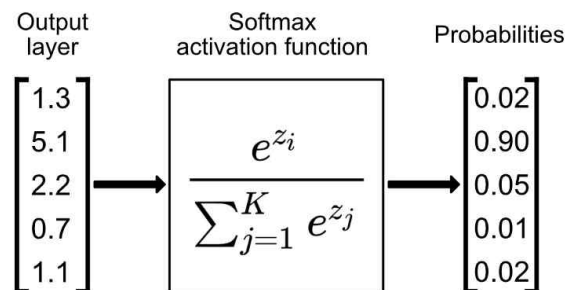 Output
layer
Softmax
activation function
Probabilities
1.3
5.1
2.2
0.7
1.1
e^{z_i}
∑_{j=1}^{K} e^{z_j}
0.02
0.90
0.05
0.01
0.02